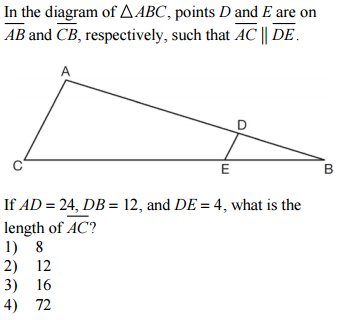 In the diagram of △ABC, points D and E are on
AB and CB, respectively, such that AC || DE.
A
D
C
E
B
If AD = 24, DB = 12, and DE = 4, what is the
length of AC?
1) 8
2) 12
3) 16
4) 72